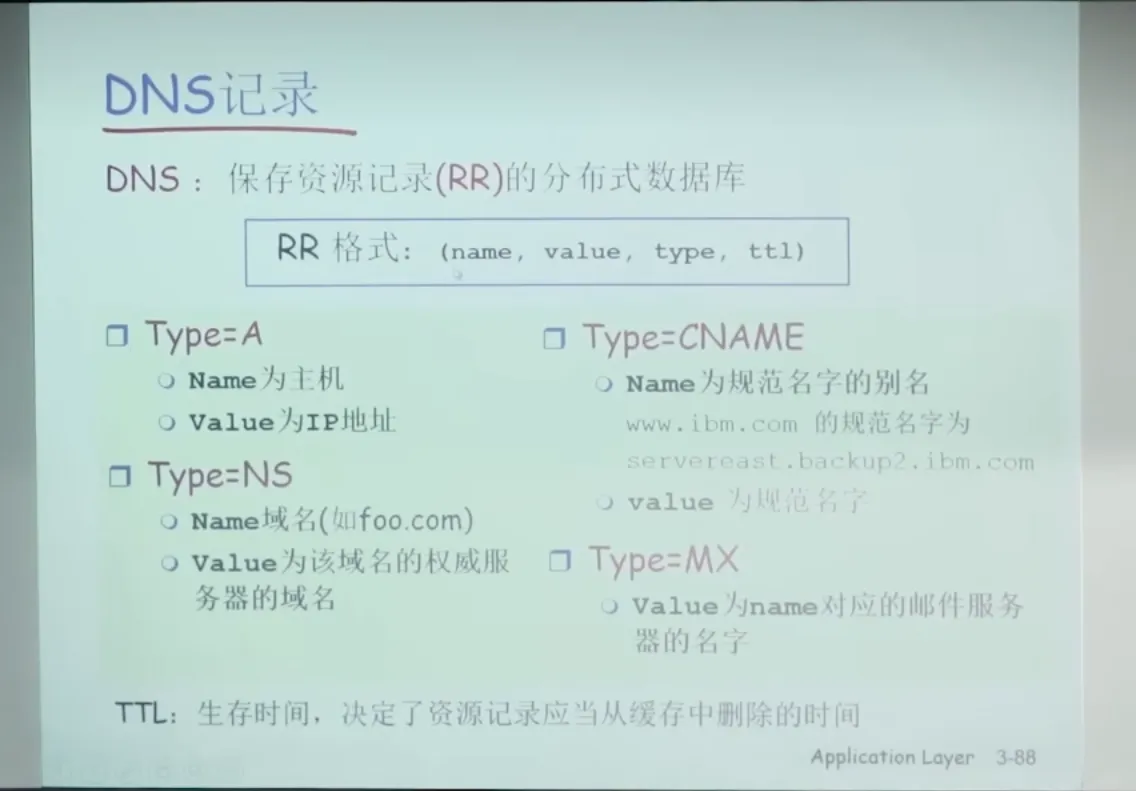 DNS记录
DNS： 保存资源记录(RR)的分布式数据库
RR 格式： (name, value, type, ttl)
Type=A
Name为主机
Value为IP地址
Type=NS
Name域名(如foo.com)
Value为该域名的权威服
务器的域名
Type=CNAME
Name为规范名字的别名
www.ibm.com 的规范名字为
servereast.backup2.ibm.com
value 为规范名字
Type=MX
Value为name对应的邮件服务
器的名字
TTL：生存时间，决定了资源记录应当从缓存中删除的时间
Application Layer 3-88